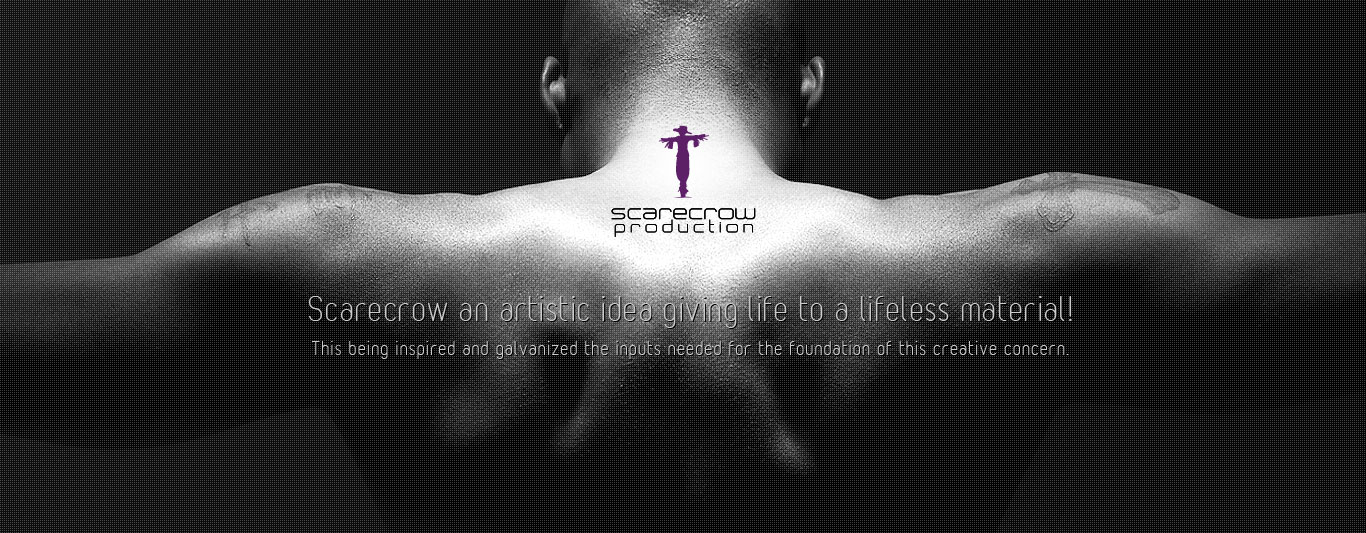 scarecrow
production
Scarecrow an artistic idea giving life to a lifeless material!
This being inspired and galvanized the inputs needed for the foundation of this creative concern.